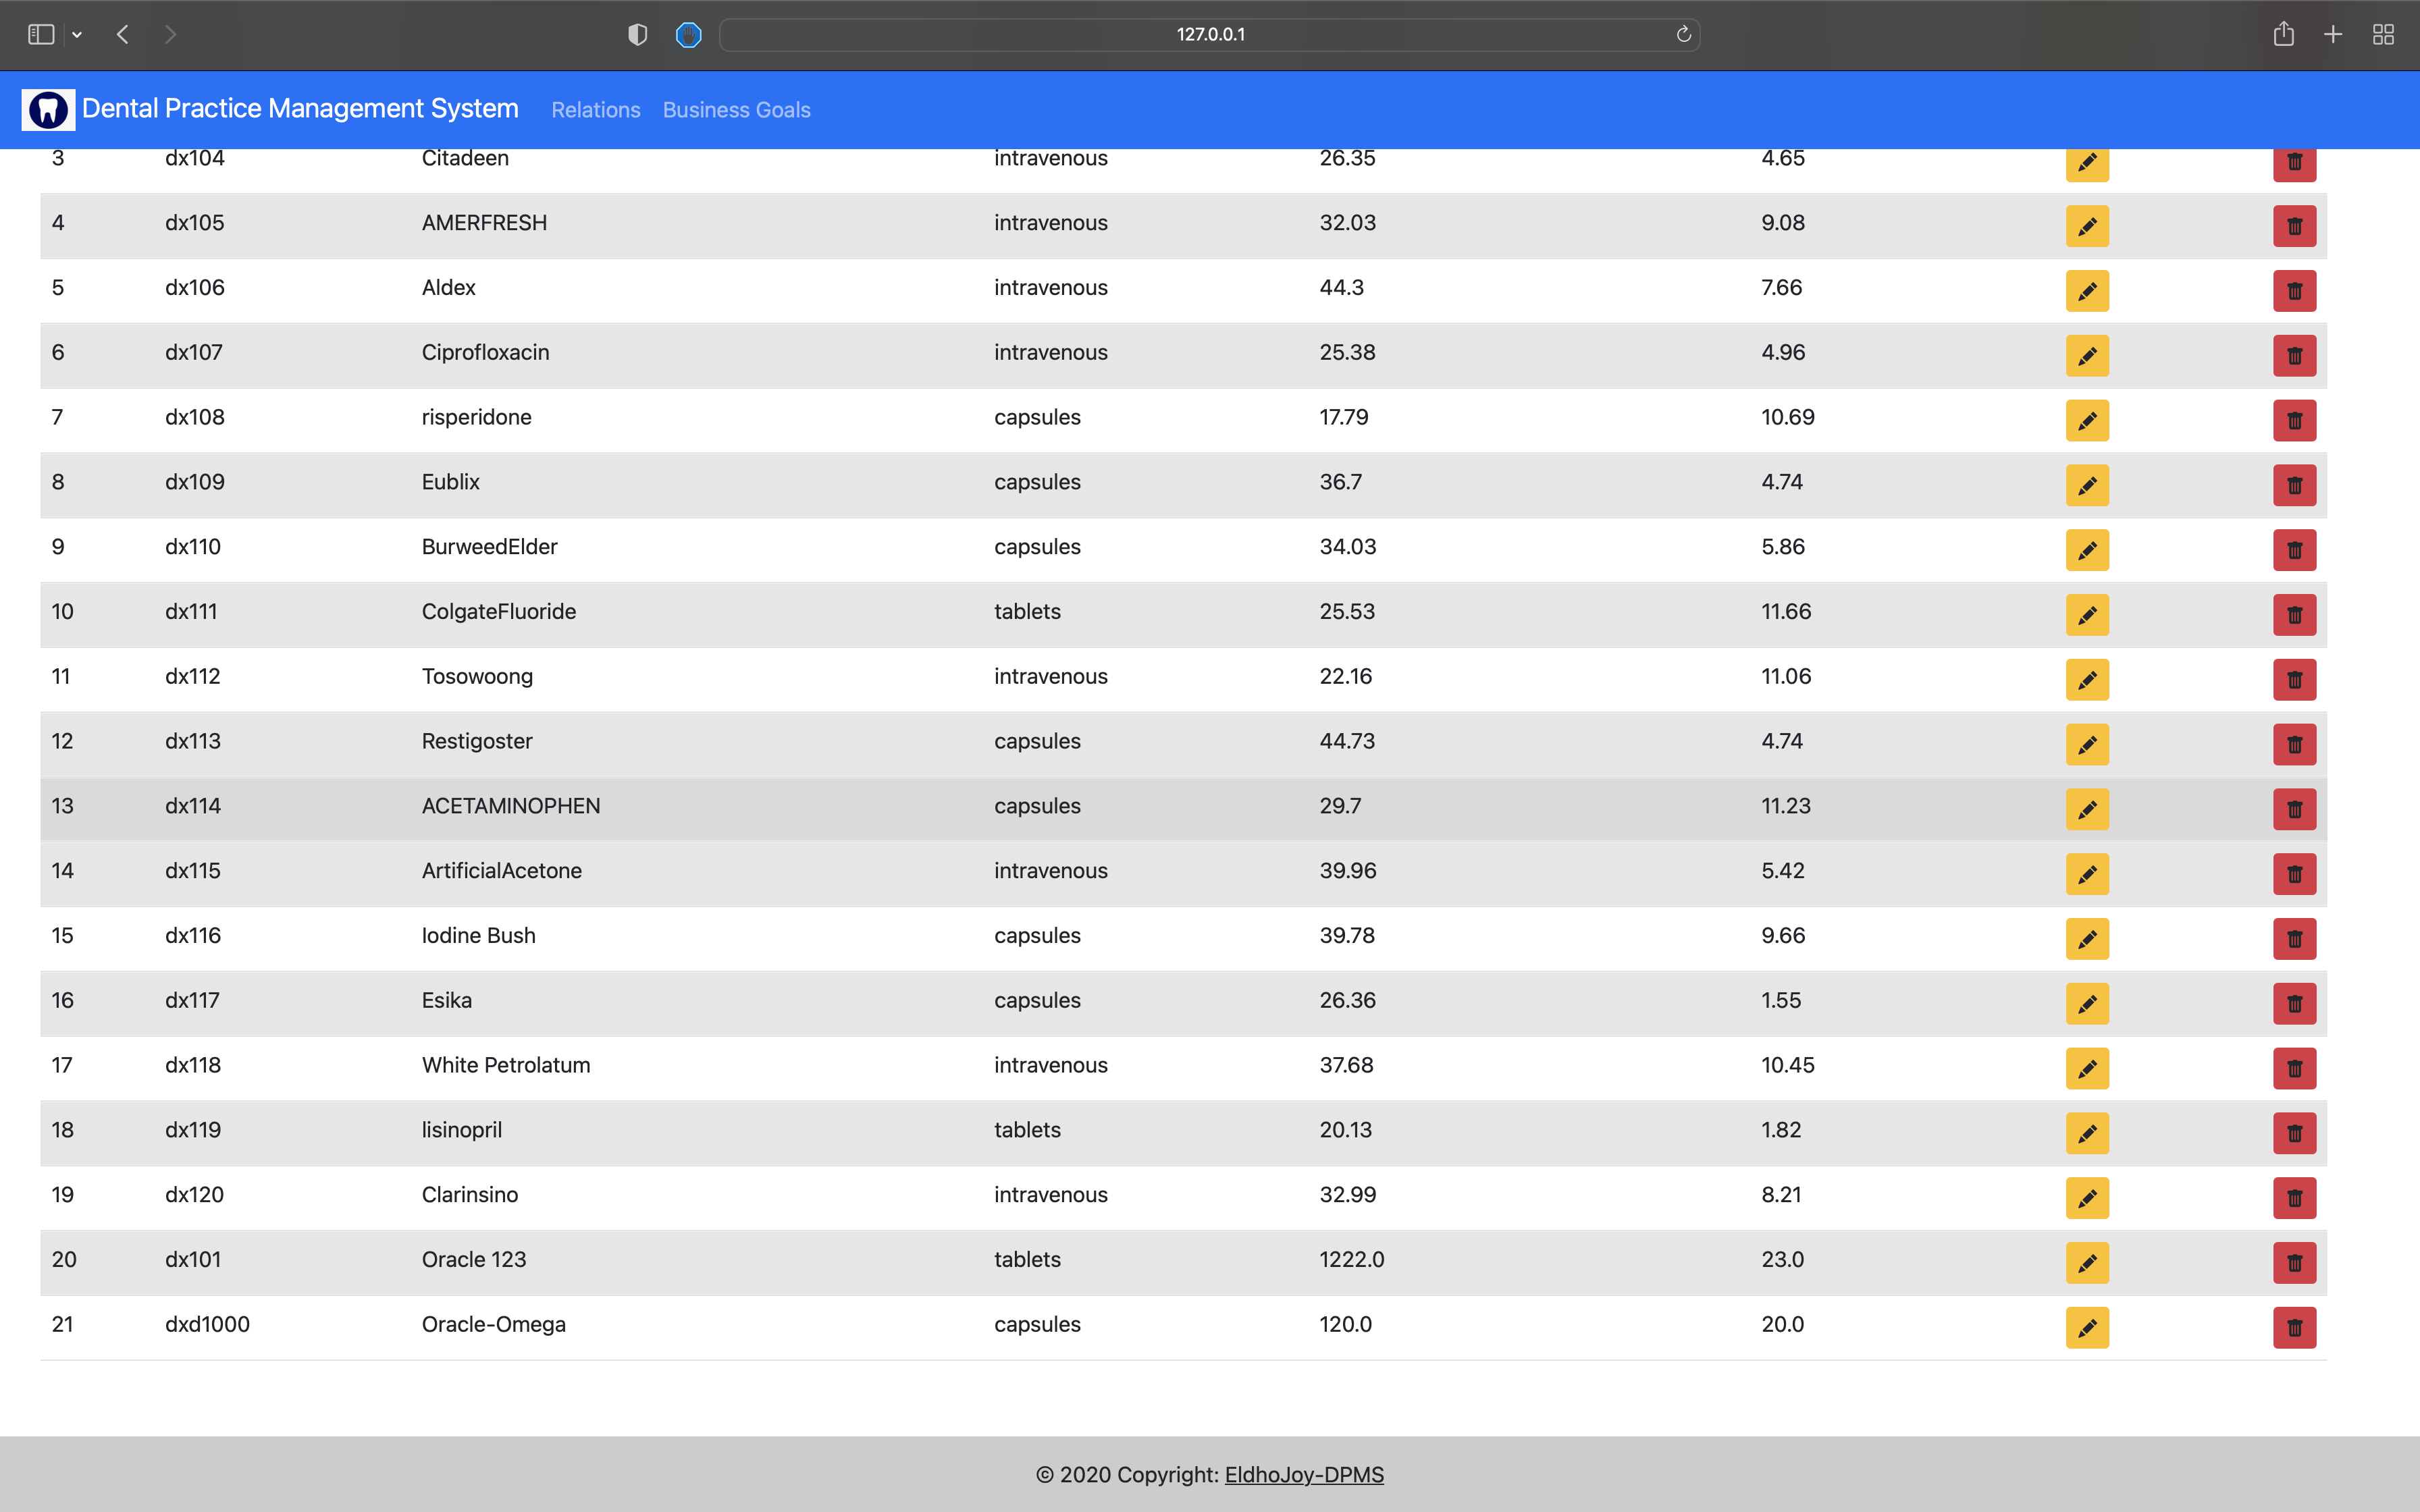 127.0.0.1
Dental Practice Management System Relations Business Goals
3 dx104 Citadeen intravenous 26.35 4.65
4 dx105 AMERFRESH intravenous 32.03 9.08
5 dx106 Aldex intravenous 44.3 7.66
6 dx107 Ciprofloxacin intravenous 25.38 4.96
7 dx108 risperidone capsules 17.79 10.69
8 dx109 Eublix capsules 36.7 4.74
9 dx110 BurweedElder capsules 34.03 5.86
10 dx111 ColgateFluoride tablets 25.53 11.66
11 dx112 Tosowoong intravenous 22.16 11.06
12 dx113 Restigoster capsules 44.73 4.74
13 dx114 ACETAMINOPHEN capsules 29.7 11.23
14 dx115 ArtificialAcetone intravenous 39.96 5.42
15 dx116 Iodine Bush capsules 39.78 9.66
16 dx117 Esika capsules 26.36 1.55
17 dx118 White Petrolatum intravenous 37.68 10.45
18 dx119 lisinopril tablets 20.13 1.82
19 dx120 Clarinsino intravenous 32.99 8.21
20 dx101 Oracle 123 tablets 1222.0 23.0
21 dxd1000 Oracle-Omega capsules 120.0 20.0
© 2020 Copyright: EldhoJoy-DPMS